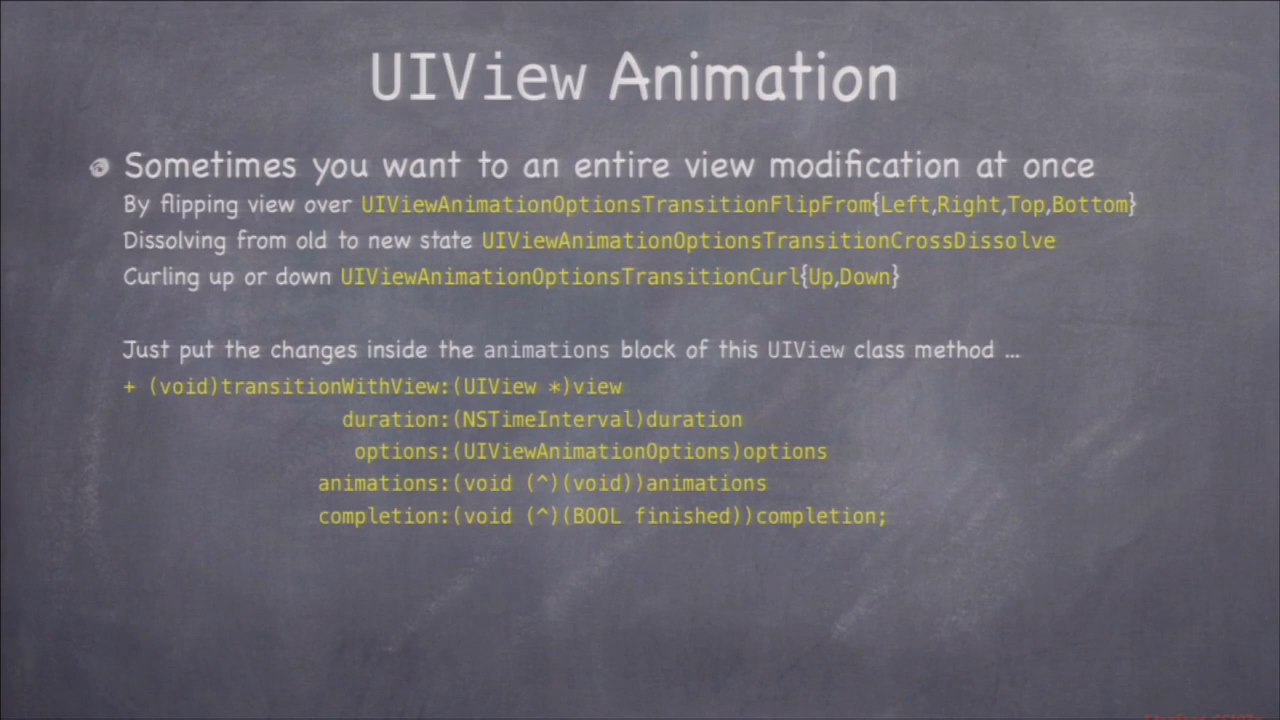 UIView Animation
Sometimes you want to an entire view modification at once
By flipping view over UIViewAnimationOptionsTransitionFlipFrom{Left,Right,Top,Bottom}
Dissolving from old to new state UIViewAnimationOptionsTransitionCrossDissolve
Curling up or down UIViewAnimationOptionsTransitionCurl{Up,Down}
Just put the changes inside the animations block of this UIView class method ...
+ (void)transitionWithView:(UIView *)view
duration:(NSTimeInterval)duration
options:(UIViewAnimationOptions)options
animations:(void (^)(void))animations
completion:(void (^)(BOOL finished))completion;